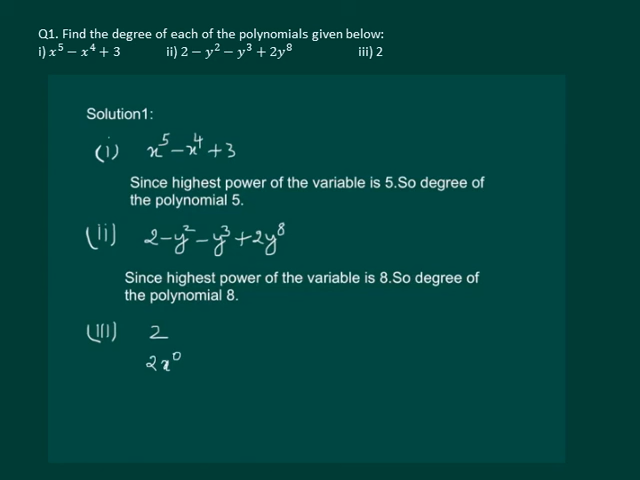 Q1. Find the degree of each of the polynomials given below:
i) x⁵ − x⁴ + 3 ii) 2 − y² − y³ + 2y⁸ iii) 2
Solution1:
(i) x⁵ − x⁴ + 3
Since highest power of the variable is 5.So degree of
the polynomial 5.
(ii) 2 − y² − y³ + 2y⁸
Since highest power of the variable is 8.So degree of
the polynomial 8.
(iii) 2
2x⁰